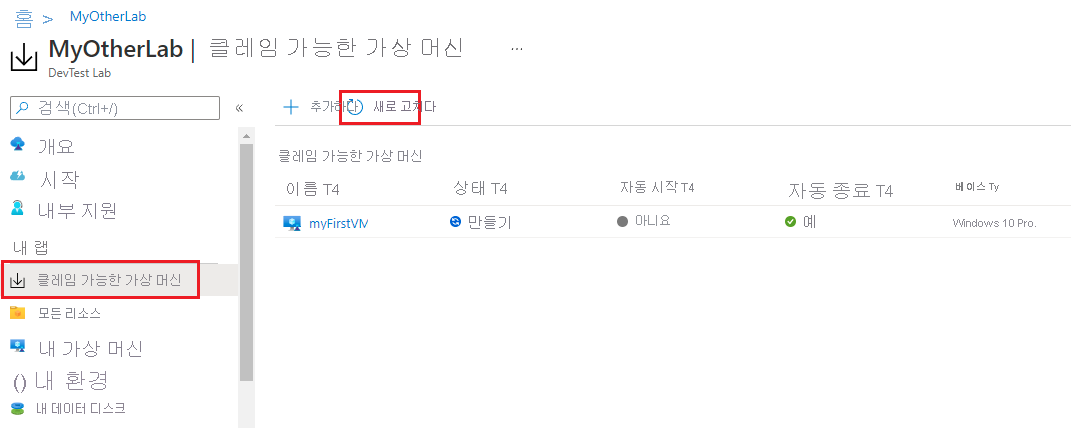 홈 > MyOtherLab
MyOtherLab | 클레임 가능한 가상 머신 ...
DevTest Lab
검색(Ctrl+/) «
개요
시작
내부 지원
내 랩
클레임 가능한 가상 머신
모든 리소스
내 가상 머신
() 내 환경
내 데이터 디스크
+ 추가하다 새로 고치다
클레임 가능한 가상 머신
이름 T4 상태 T4 자동 시작 T4 자동 종료 T4 베이스 Ty
myFirstVM 만들기 아니요 예 Windows 10 Pro.